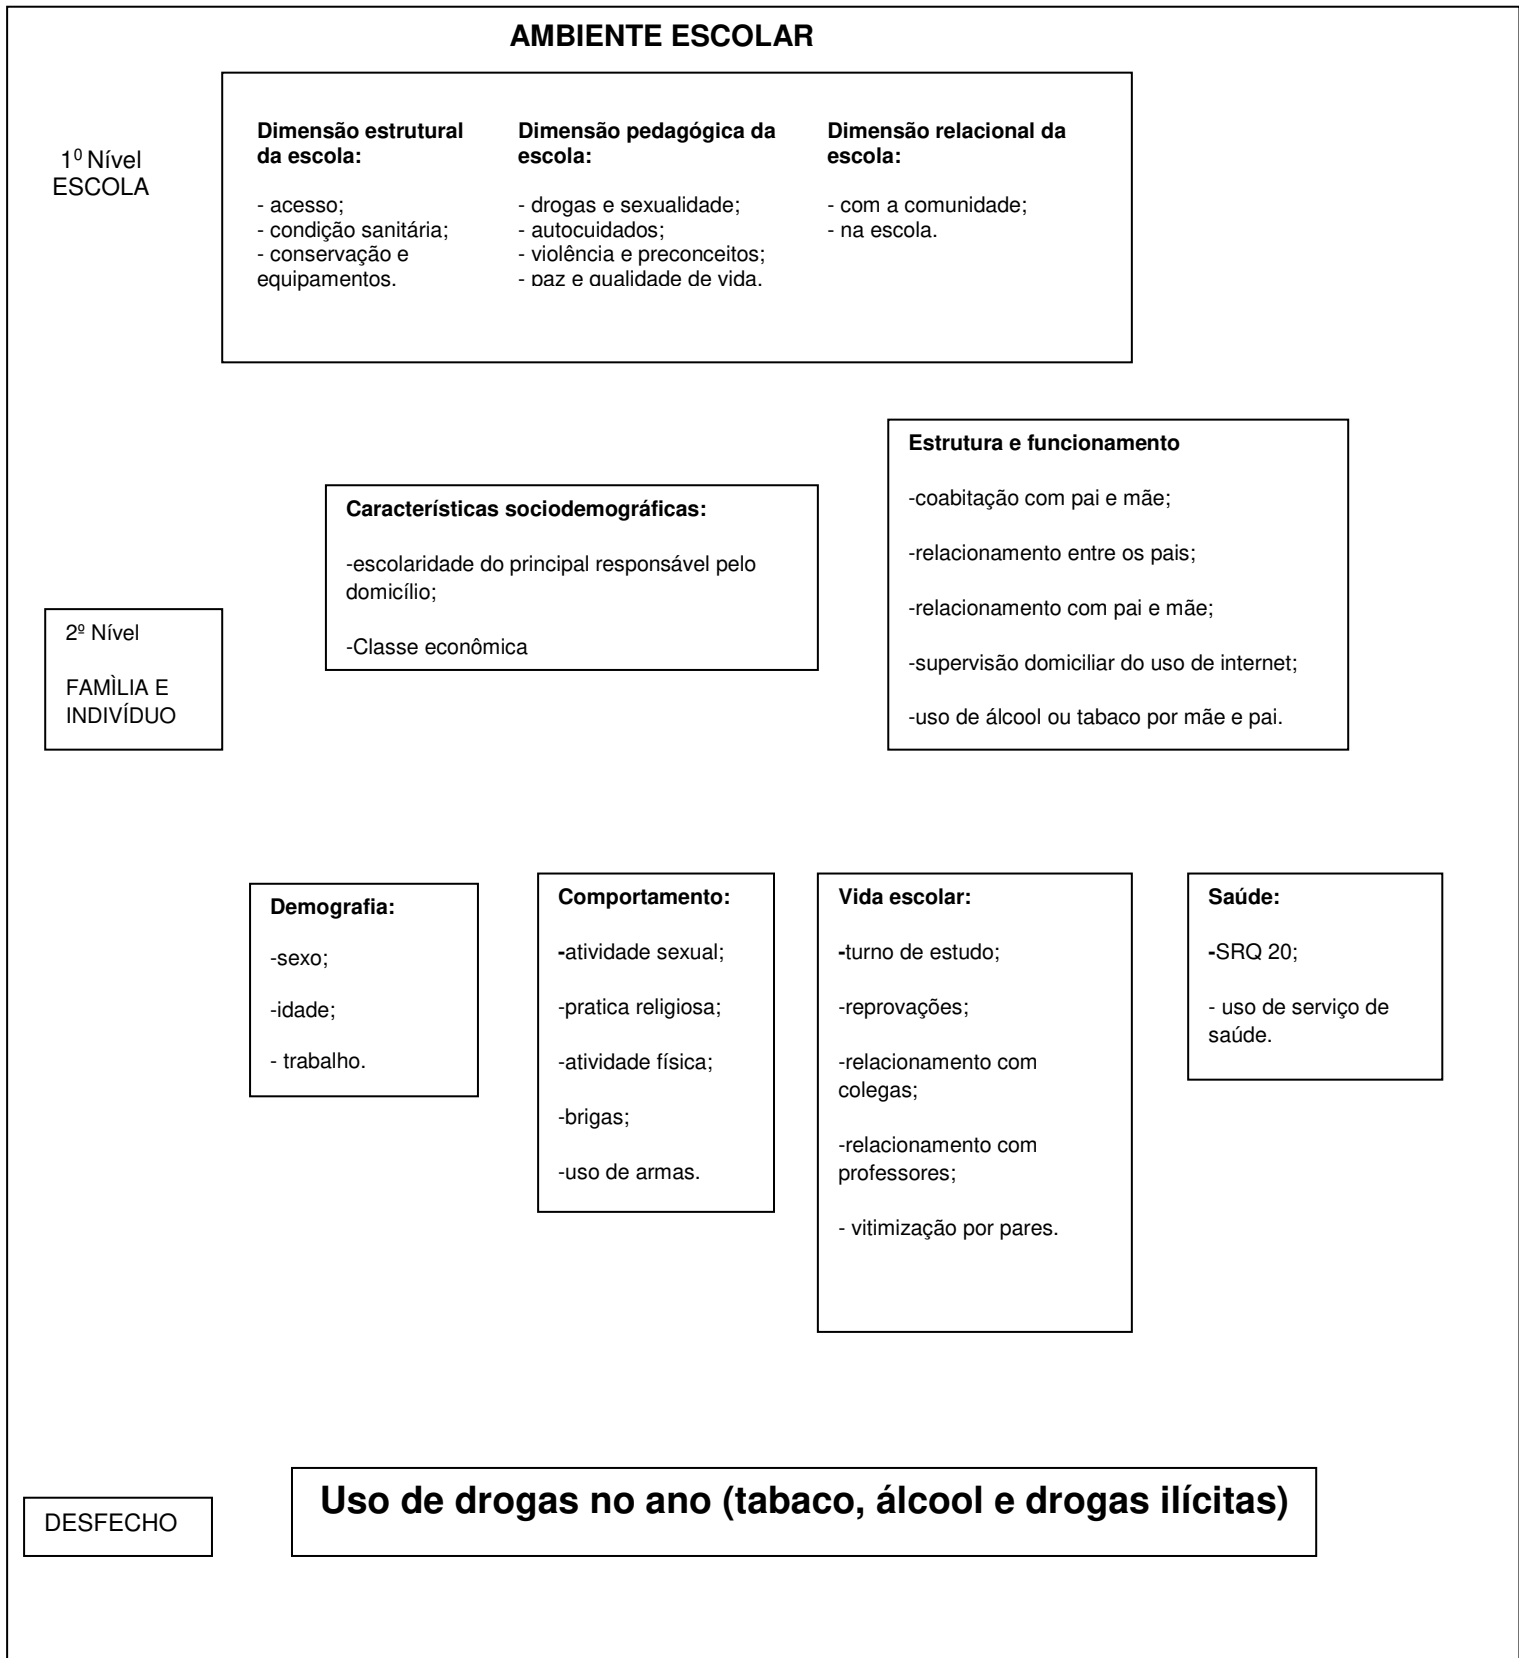 AMBIENTE ESCOLAR
1⁰ Nível
ESCOLA
Dimensão estrutural
da escola:
- acesso;
- condição sanitária;
- conservação e
equipamentos.
Dimensão pedagógica da
escola:
- drogas e sexualidade;
- autocuidados;
- violência e preconceitos;
- paz e qualidade de vida.
Dimensão relacional da
escola:
- com a comunidade;
- na escola.
2º Nível
FAMÌLIA E
INDIVÍDUO
Características sociodemográficas:
-escolaridade do principal responsável pelo
domicílio;
-Classe econômica
Estrutura e funcionamento
-coabitação com pai e mãe;
-relacionamento entre os pais;
-relacionamento com pai e mãe;
-supervisão domiciliar do uso de internet;
-uso de álcool ou tabaco por mãe e pai.
Demografia:
-sexo;
-idade;
- trabalho.
Comportamento:
-atividade sexual;
-pratica religiosa;
-atividade física;
-brigas;
-uso de armas.
Vida escolar:
-turno de estudo;
-reprovações;
-relacionamento com
colegas;
-relacionamento com
professores;
- vitimização por pares.
Saúde:
-SRQ 20;
- uso de serviço de
saúde.
DESFECHO
Uso de drogas no ano (tabaco, álcool e drogas ilícitas)